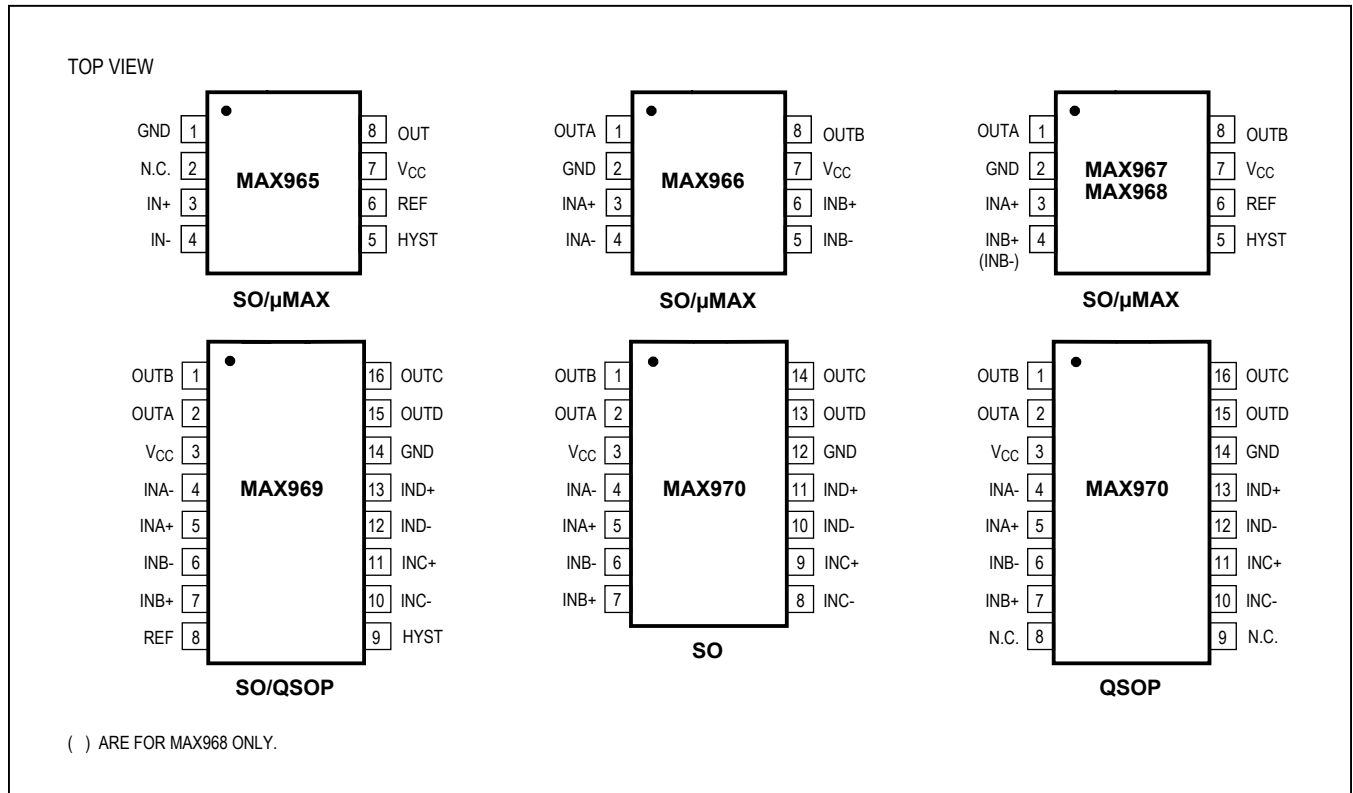 TOP VIEW
GND 1
N.C. 2
IN+ 3
IN- 4
MAX965
8 OUT
7 VCC
6 REF
5 HYST
SO/µMAX
OUTA 1
GND 2
INA+ 3
INA- 4
MAX966
8 OUTB
7 VCC
6 INB+
5 INB-
SO/µMAX
OUTA 1
GND 2
INA+ 3
INB+ 4
(INB-)
MAX967
MAX968
8 OUTB
7 VCC
6 REF
5 HYST
SO/µMAX
OUTB 1
OUTA 2
VCC 3
INA- 4
INA+ 5
INB- 6
INB+ 7
REF 8
MAX969
16 OUTC
15 OUTD
14 GND
13 IND+
12 IND-
11 INC+
10 INC-
9 HYST
SO/QSOP
OUTB 1
OUTA 2
VCC 3
INA- 4
INA+ 5
INB- 6
INB+ 7
MAX970
14 OUTC
13 OUTD
12 GND
11 IND+
10 IND-
9 INC+
8 INC-
SO
OUTB 1
OUTA 2
VCC 3
INA- 4
INA+ 5
INB- 6
INB+ 7
N.C. 8
MAX970
16 OUTC
15 OUTD
14 GND
13 IND+
12 IND-
11 INC+
10 INC-
9 N.C.
QSOP
( ) ARE FOR MAX968 ONLY.